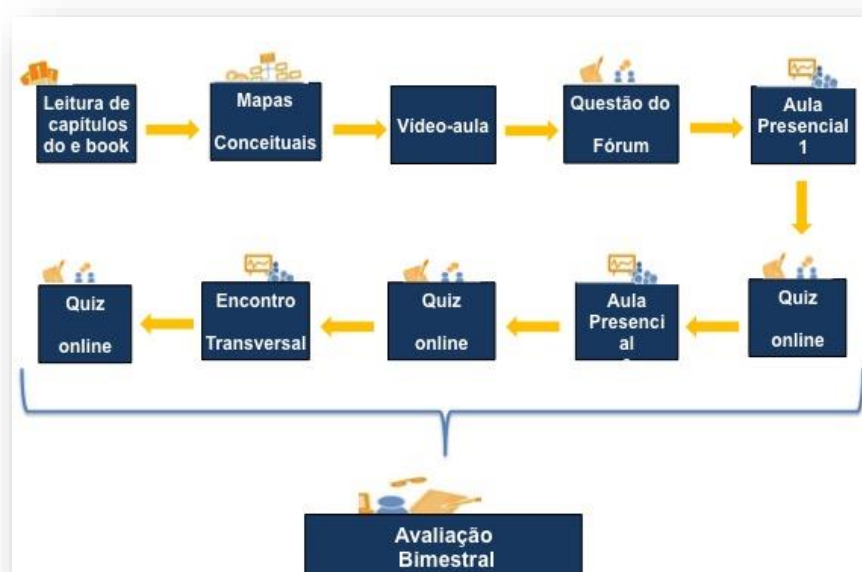 Leitura de
capítulos
do e book
Mapas
Conceituais
Vídeo-aula
Questão do
Fórum
Aula
Presencial
1
Quiz
online
Aula
Presenci
al
Quiz
online
Encontro
Transversal
Quiz
online
Avaliação
Bimestral